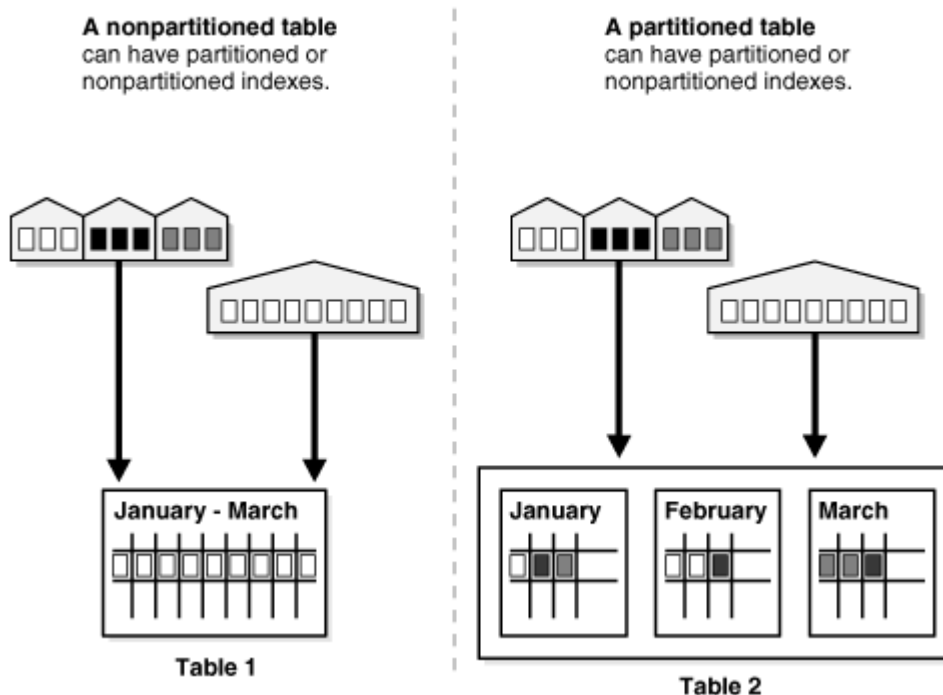 A nonpartitioned table
can have partitioned or
nonpartitioned indexes.
A partitioned table
can have partitioned or
nonpartitioned indexes.
January - March
Table 1
January
February
March
Table 2